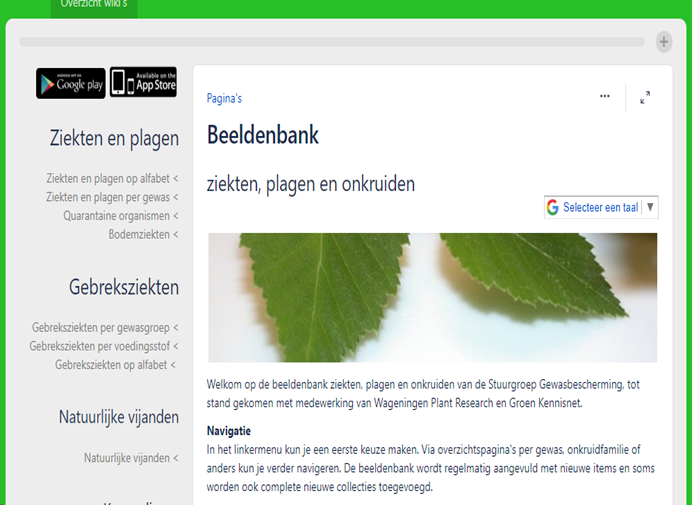 Overzicht wiki's
ANDROID APP ON
Google play
Available on the
App Store
Ziekten en plagen
Ziekten en plagen op alfabet <
Ziekten en plagen per gewas <
Quarantaine organismen <
Bodemziekten <
Gebreksziekten
Gebreksziekten per gewasgroep <
Gebreksziekten per voedingsstof <
Gebreksziekten op alfabet <
Natuurlijke vijanden
Natuurlijke vijanden <
Pagina's
Beeldenbank
ziekten, plagen en onkruiden
Selecteer een taal
Welkom op de beeldenbank ziekten, plagen en onkruiden van de Stuurgroep Gewasbescherming, tot
stand gekomen met medewerking van Wageningen Plant Research en Groen Kennisnet.
Navigatie
In het linkermenu kun je een eerste keuze maken. Via overzichtspagina's per gewas, onkruidfamilie of
anders kun je verder navigeren. De beeldenbank wordt regelmatig aangevuld met nieuwe items en soms
worden ook complete nieuwe collecties toegevoegd.